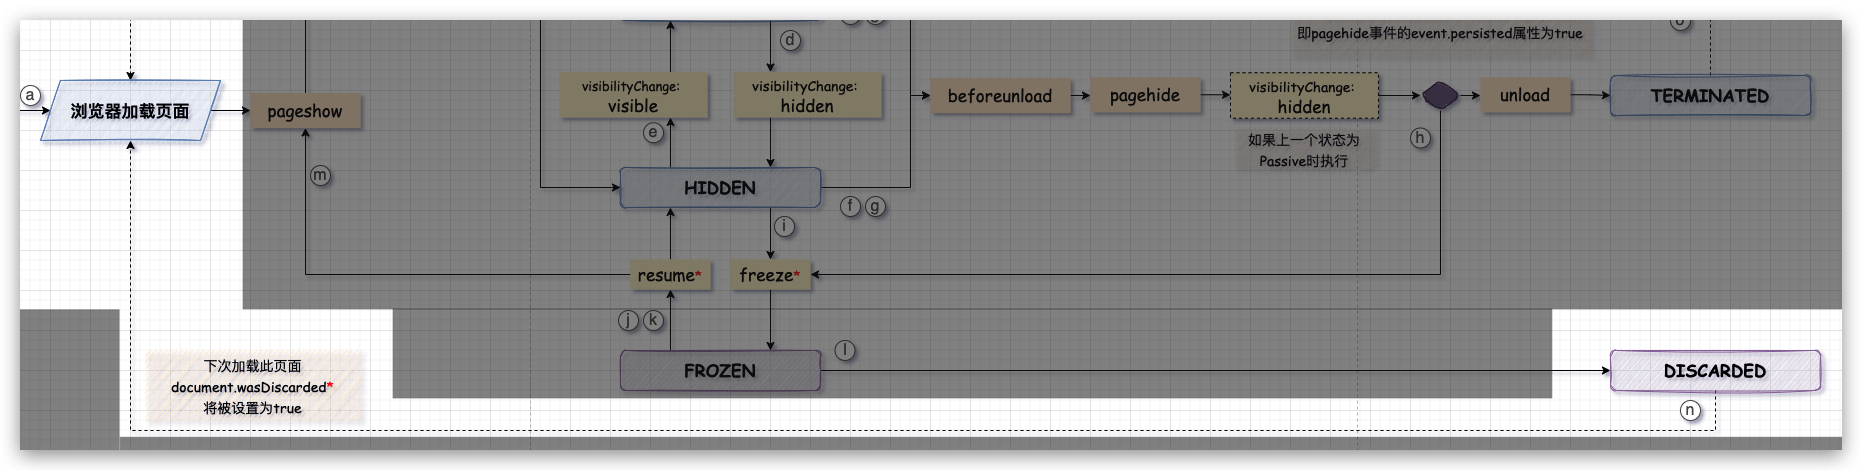 即pagehide事件的event.persisted属性为true
d
a
浏览器加载页面
pageshow
visibilityChange:
visible
visibilityChange:
hidden
beforeunload
pagehide
visibilityChange:
hidden
unload
TERMINATED
e
h
如果上一个状态为
Passive时执行
m
HIDDEN
f g
i
resume*
freeze*
j k
l
下次加载此页面
document.wasDiscarded*
将被设置为true
FROZEN
DISCARDED
n